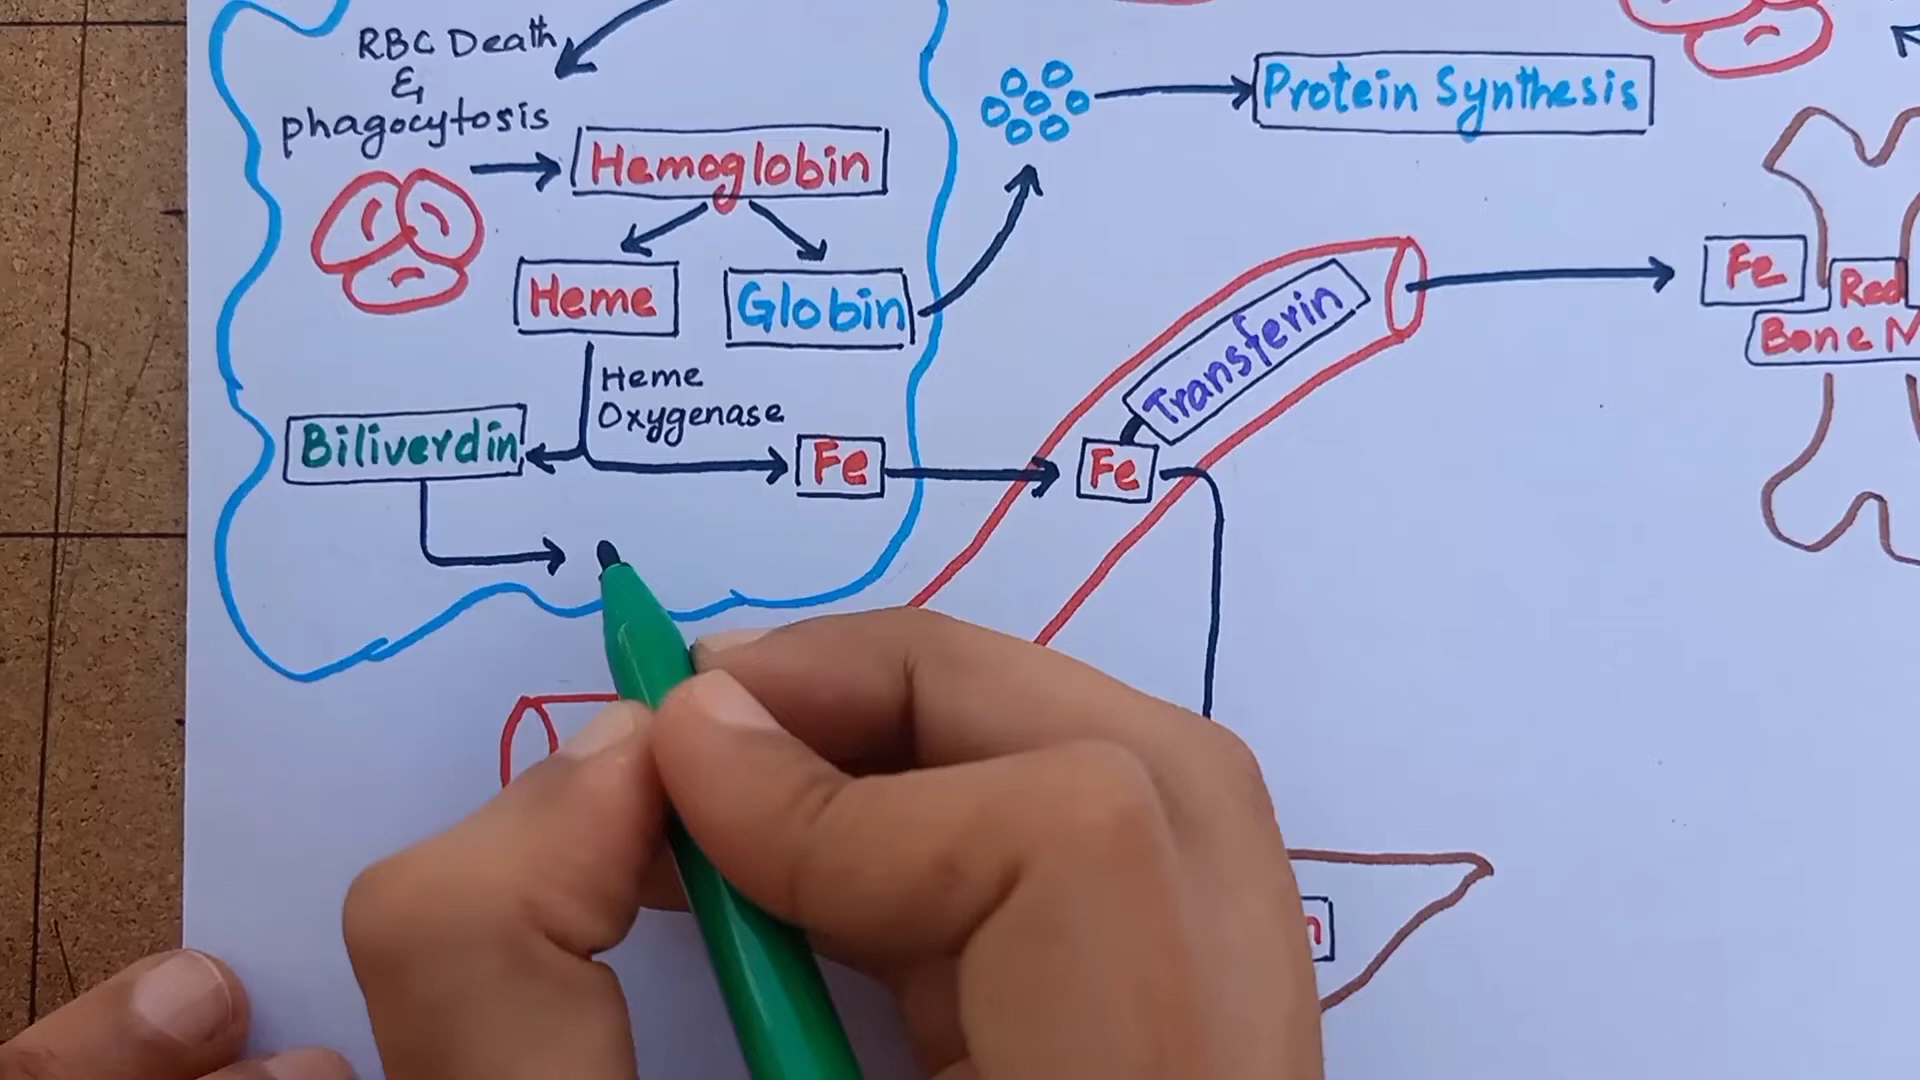 RBC Death
&
phagocytosis
Hemoglobin
Protein Synthesis
Heme
Globin
Transferin
Fe
Red
Bone M
Heme
Oxygenase
Biliverdin
Fe
Fe